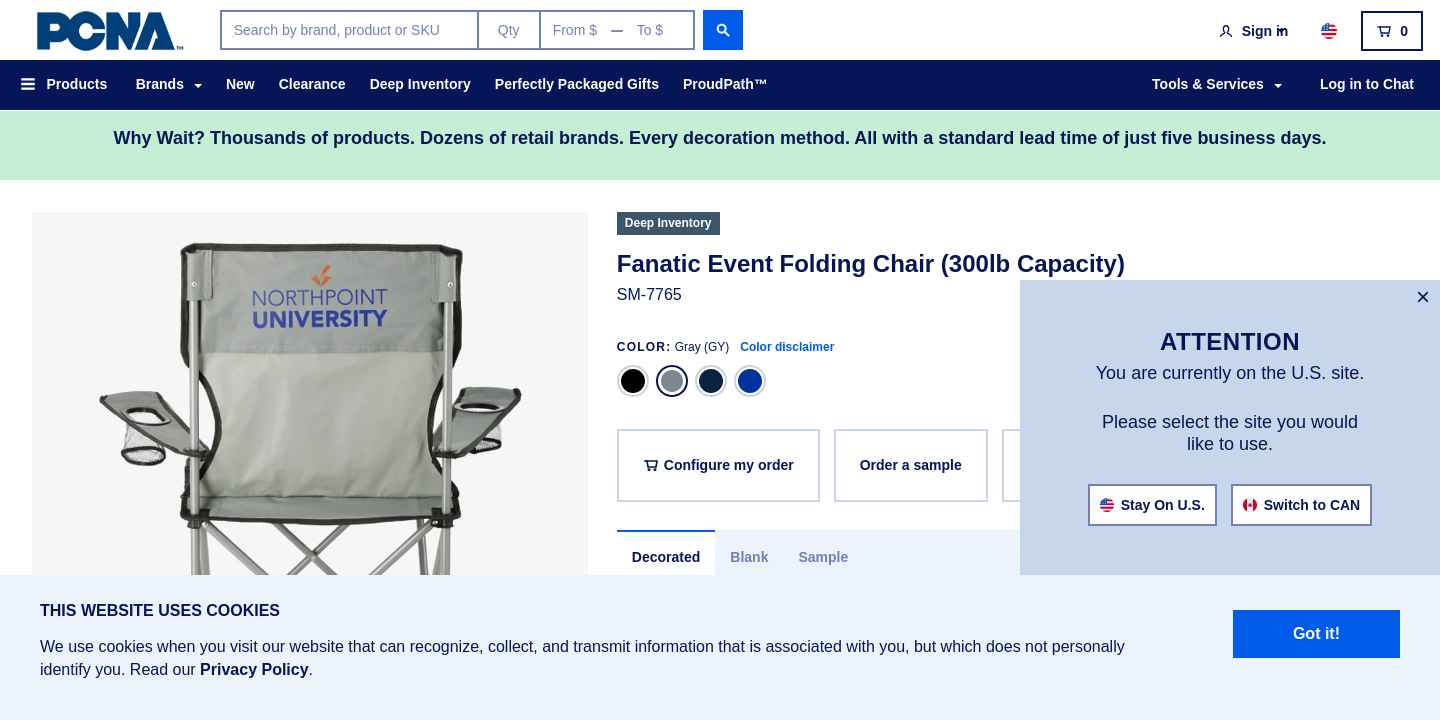 PCNA™
Search by brand, product or SKU
Qty
From $
To $
Sign in
0
Products
Brands
New
Clearance
Deep Inventory
Perfectly Packaged Gifts
ProudPath™
Tools & Services
Log in to Chat
Why Wait? Thousands of products. Dozens of retail brands. Every decoration method. All with a standard lead time of just five business days.
NORTHPOINT
UNIVERSITY
Deep Inventory
Fanatic Event Folding Chair (300lb Capacity)
SM-7765
COLOR: Gray (GY) Color disclaimer
Configure my order
Order a sample
Decorated
Blank
Sample
×
ATTENTION
You are currently on the U.S. site.
Please select the site you would
like to use.
Stay On U.S.
Switch to CAN
THIS WEBSITE USES COOKIES
We use cookies when you visit our website that can recognize, collect, and transmit information that is associated with you, but which does not personally
identify you. Read our Privacy Policy.
Got it!